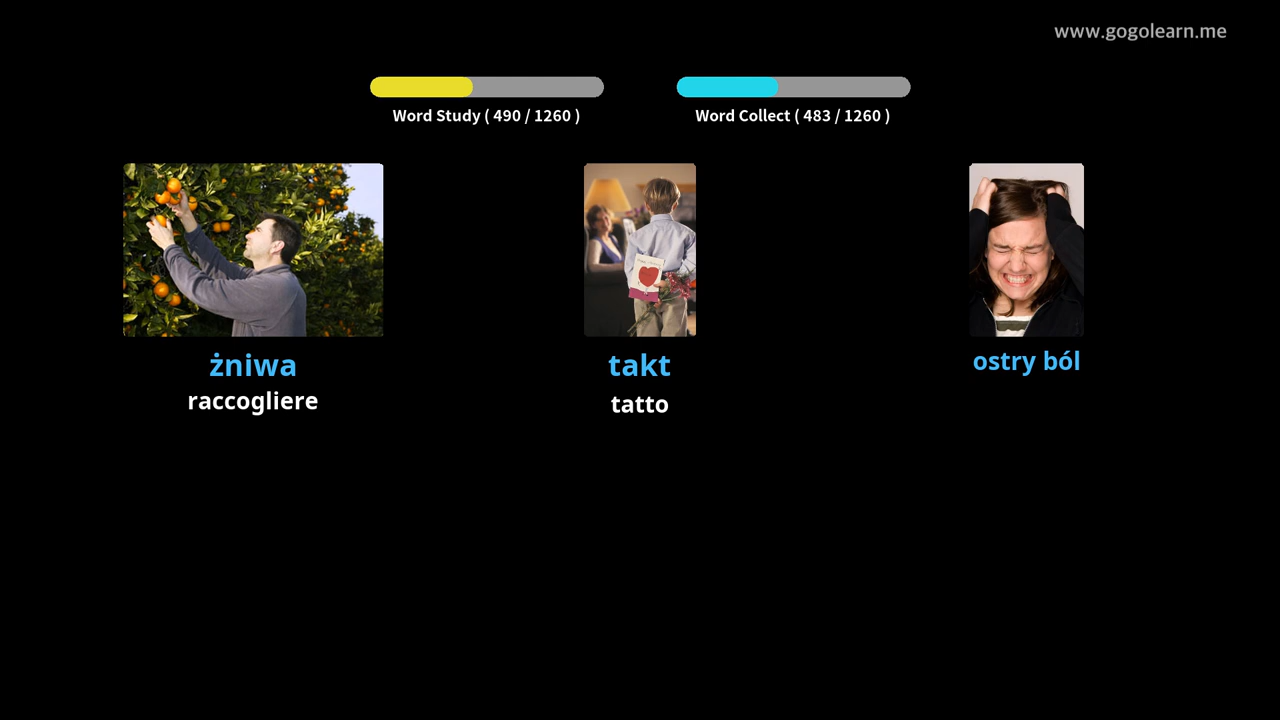 www.gogolearn.me
Word Study ( 490 / 1260 )
Word Collect ( 483 / 1260 )
żniwa
raccogliere
takt
tatto
ostry ból